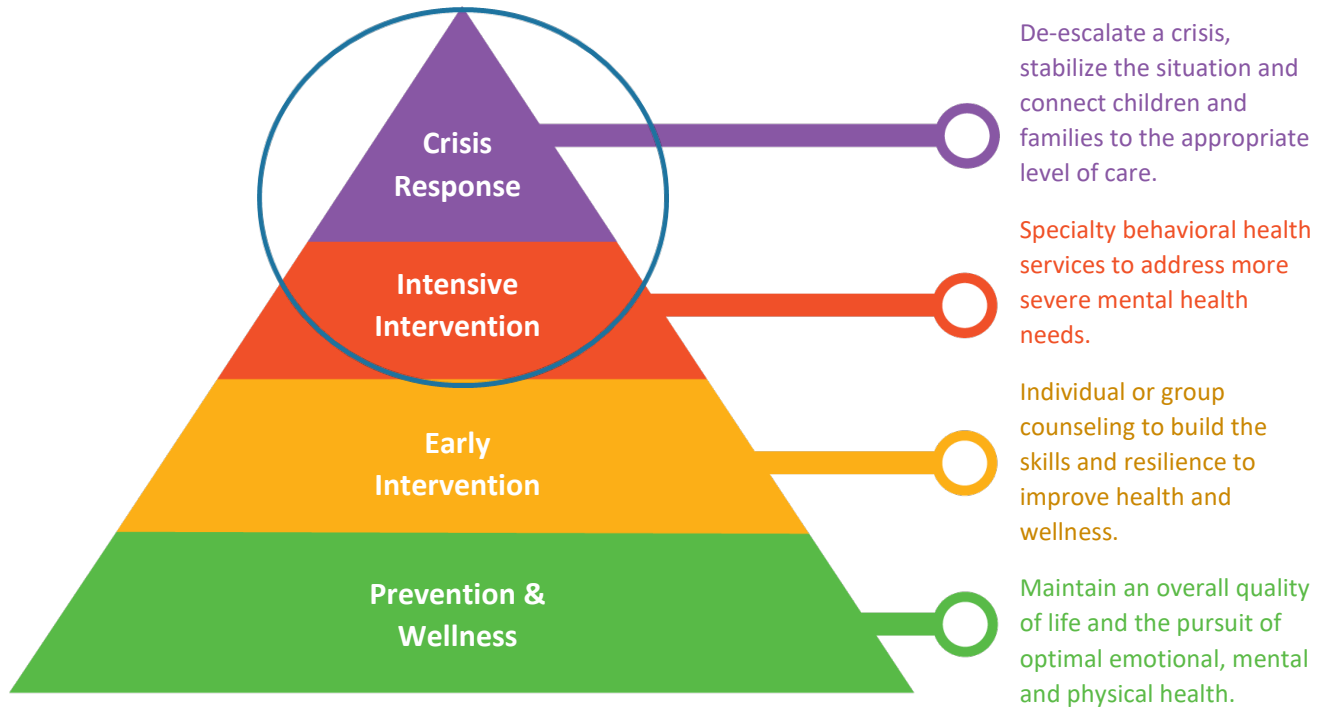 Crisis
Response
De-escalate a crisis,
stabilize the situation and
connect children and
families to the appropriate
level of care.
Intensive
Intervention
Specialty behavioral health
services to address more
severe mental health
needs.
Early
Intervention
Individual or group
counseling to build the
skills and resilience to
improve health and
wellness.
Prevention &
Wellness
Maintain an overall quality
of life and the pursuit of
optimal emotional, mental
and physical health.